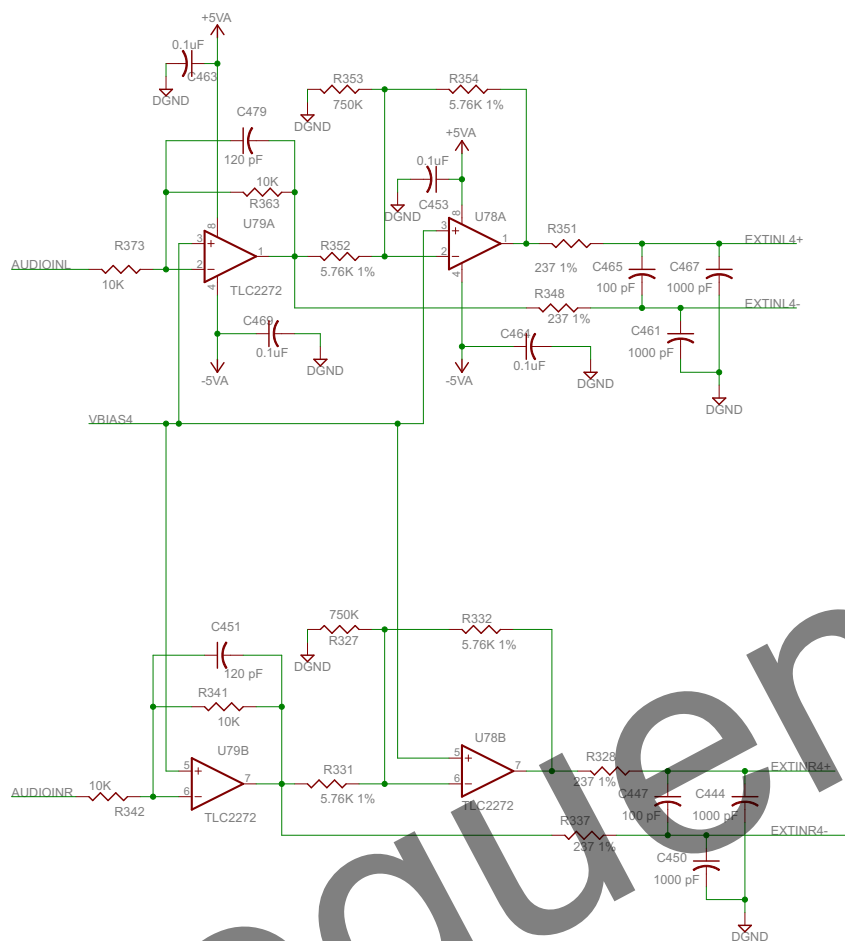 +5VA
0.1uF
C463
DGND
R353
750K
DGND
R354
5.76K 1%
C479
120 pF
+5VA
0.1uF
C453
DGND
10K
R363
U79A
8
3
+
2
−
1
4
TLC2272
U78A
8
3
+
2
−
1
4
R373
10K
AUDIOINL
R352
5.76K 1%
R351
237 1%
EXTINL4+
C465
100 pF
C467
1000 pF
R348
237 1%
EXTINL4-
C469
0.1uF
DGND
-5VA
C464
0.1uF
DGND
-5VA
C461
1000 pF
DGND
VBIAS4
C451
120 pF
750K
R327
DGND
R332
5.76K 1%
R341
10K
U79B
5
+
6
−
7
TLC2272
U78B
5
+
6
−
7
TLC2272
AUDIOINR
10K
R342
R331
5.76K 1%
R328
237 1%
EXTINR4+
C447
100 pF
C444
1000 pF
R337
237 1%
EXTINR4-
C450
1000 pF
DGND
equen